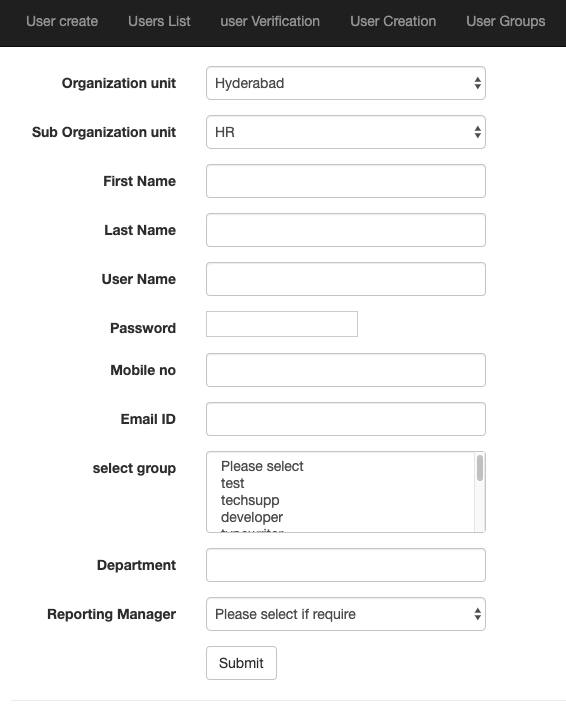 User create Users List user Verification User Creation User Groups
Organization unit Hyderabad
Sub Organization unit HR
First Name
Last Name
User Name
Password
Mobile no
Email ID
select group Please select
test
techsupp
developer
Department
Reporting Manager Please select if require
Submit